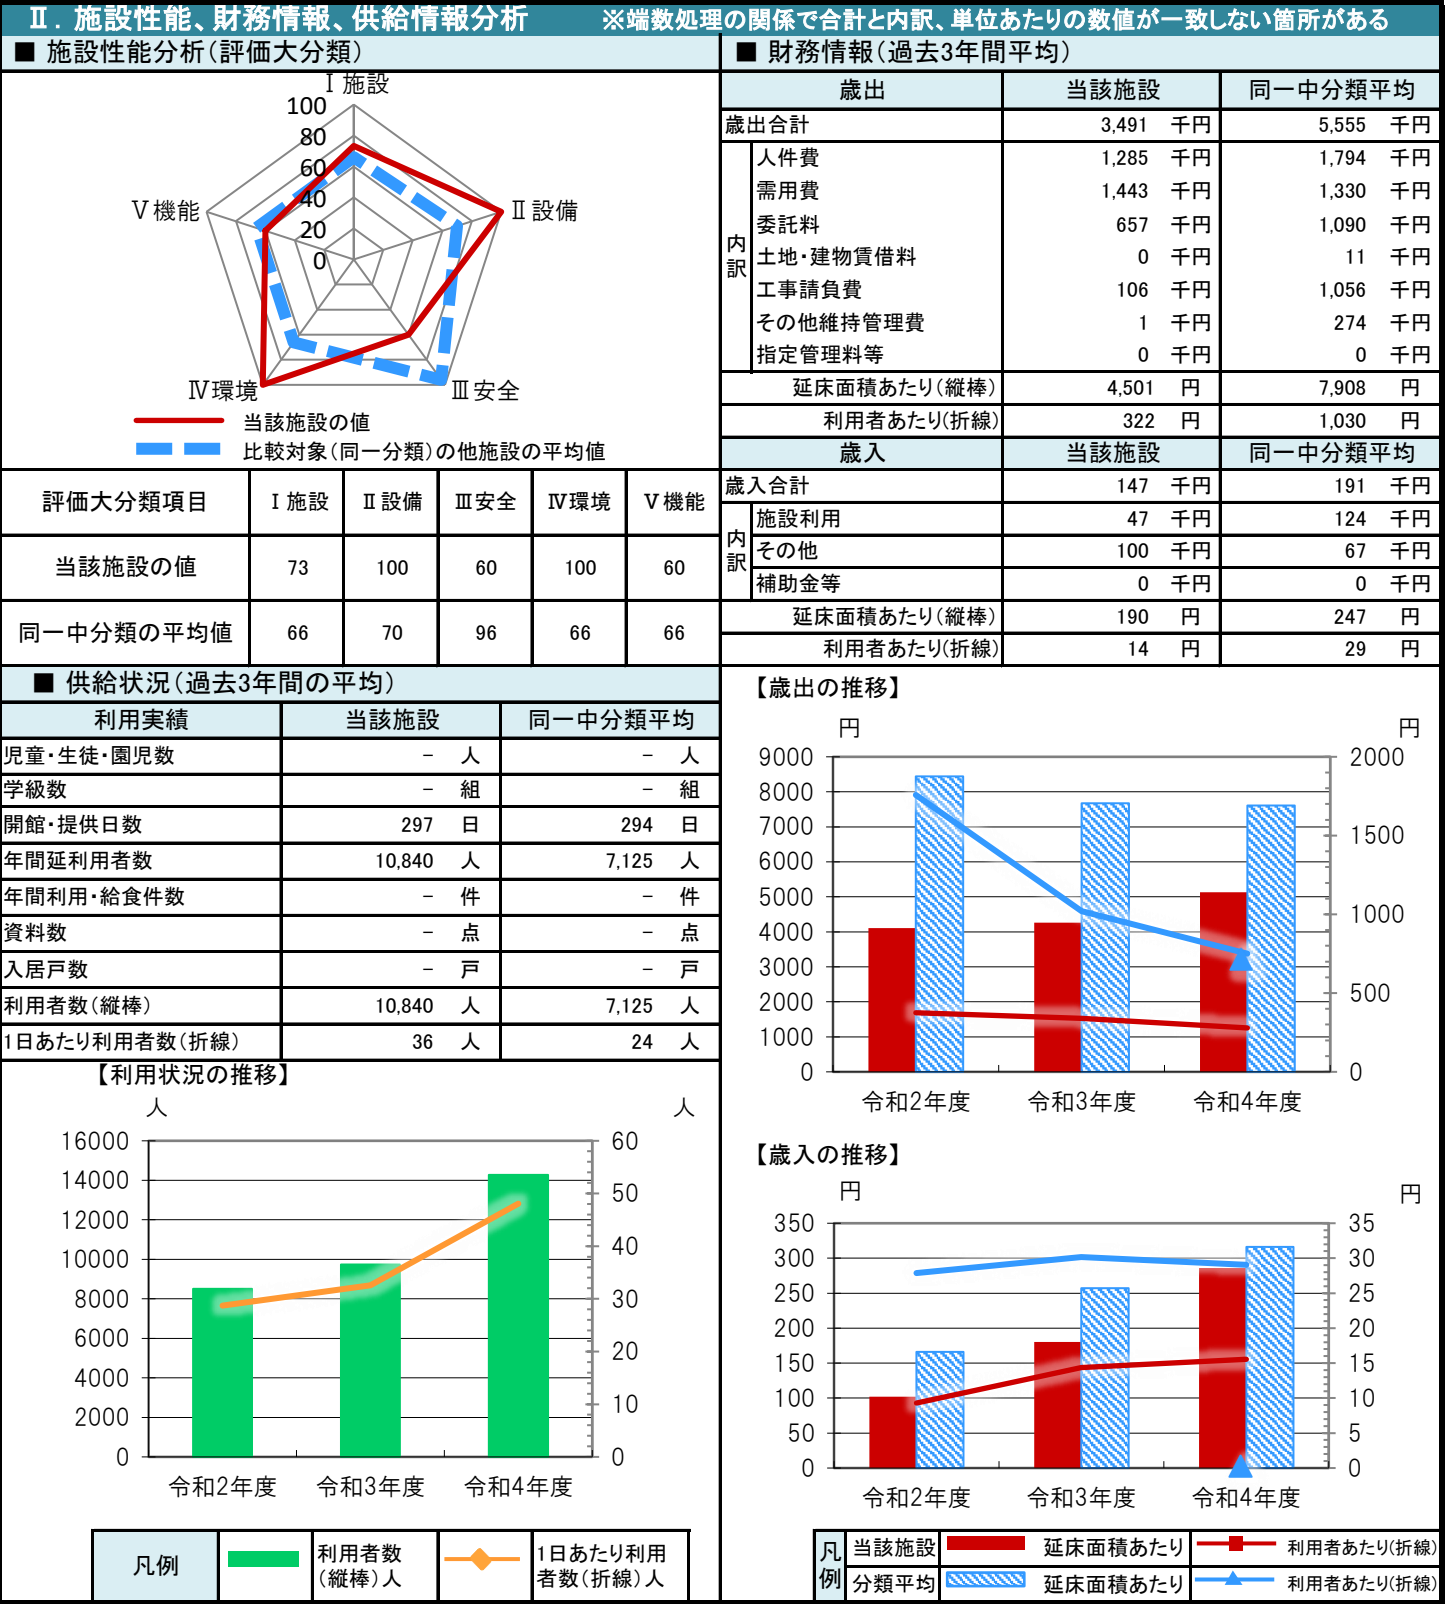 Ⅱ．施設性能、財務情報、供給情報分析　※端数処理の関係で合計と内訳、単位あたりの数値が一致しない箇所がある
■ 施設性能分析(評価大分類)
Ⅰ 施設
100
80
60
40
20
0
Ⅴ 機能
Ⅱ 設備
Ⅳ 環境
Ⅲ 安全
当該施設の値
比較対象(同一分類)の他施設の平均値
評価大分類項目 Ⅰ 施設 Ⅱ 設備 Ⅲ 安全 Ⅳ 環境 Ⅴ 機能
当該施設の値 73 100 60 100 60
同一中分類の平均値 66 70 96 66 66
■ 財務情報(過去3年間平均)
歳出 当該施設 同一中分類平均
歳出合計 3,491 千円 5,555 千円
内訳
人件費 1,285 千円 1,794 千円
需用費 1,443 千円 1,330 千円
委託料 657 千円 1,090 千円
土地・建物賃借料 0 千円 11 千円
工事請負費 106 千円 1,056 千円
その他維持管理費 1 千円 274 千円
指定管理料等 0 千円 0 千円
延床面積あたり(縦棒) 4,501 円 7,908 円
利用者あたり(折線) 322 円 1,030 円
歳入 当該施設 同一中分類平均
歳入合計 147 千円 191 千円
内訳
施設利用 47 千円 124 千円
その他 100 千円 67 千円
補助金等 0 千円 0 千円
延床面積あたり(縦棒) 190 円 247 円
利用者あたり(折線) 14 円 29 円
■ 供給状況(過去3年間の平均)
利用実績 当該施設 同一中分類平均
児童・生徒・園児数 － 人 － 人
学級数 － 組 － 組
開館・提供日数 297 日 294 日
年間延利用者数 10,840 人 7,125 人
年間利用・給食件数 － 件 － 件
資料数 － 点 － 点
入居戸数 － 戸 － 戸
利用者数(縦棒) 10,840 人 7,125 人
1日あたり利用者数(折線) 36 人 24 人
【利用状況の推移】
人 人
16000 60
14000
12000 50
10000 40
8000 30
6000
4000 20
2000 10
0 0
令和2年度 令和3年度 令和4年度
凡例
利用者数
(縦棒)人
1日あたり利用
者数(折線)人
【歳出の推移】
円 円
9000 2000
8000
7000 1500
6000
5000
4000 1000
3000
2000 500
1000
0 0
令和2年度 令和3年度 令和4年度
【歳入の推移】
円 円
350 35
300 30
250 25
200 20
150 15
100 10
50 5
0 0
令和2年度 令和3年度 令和4年度
凡例
当該施設 延床面積あたり 利用者あたり(折線)
分類平均 延床面積あたり 利用者あたり(折線)